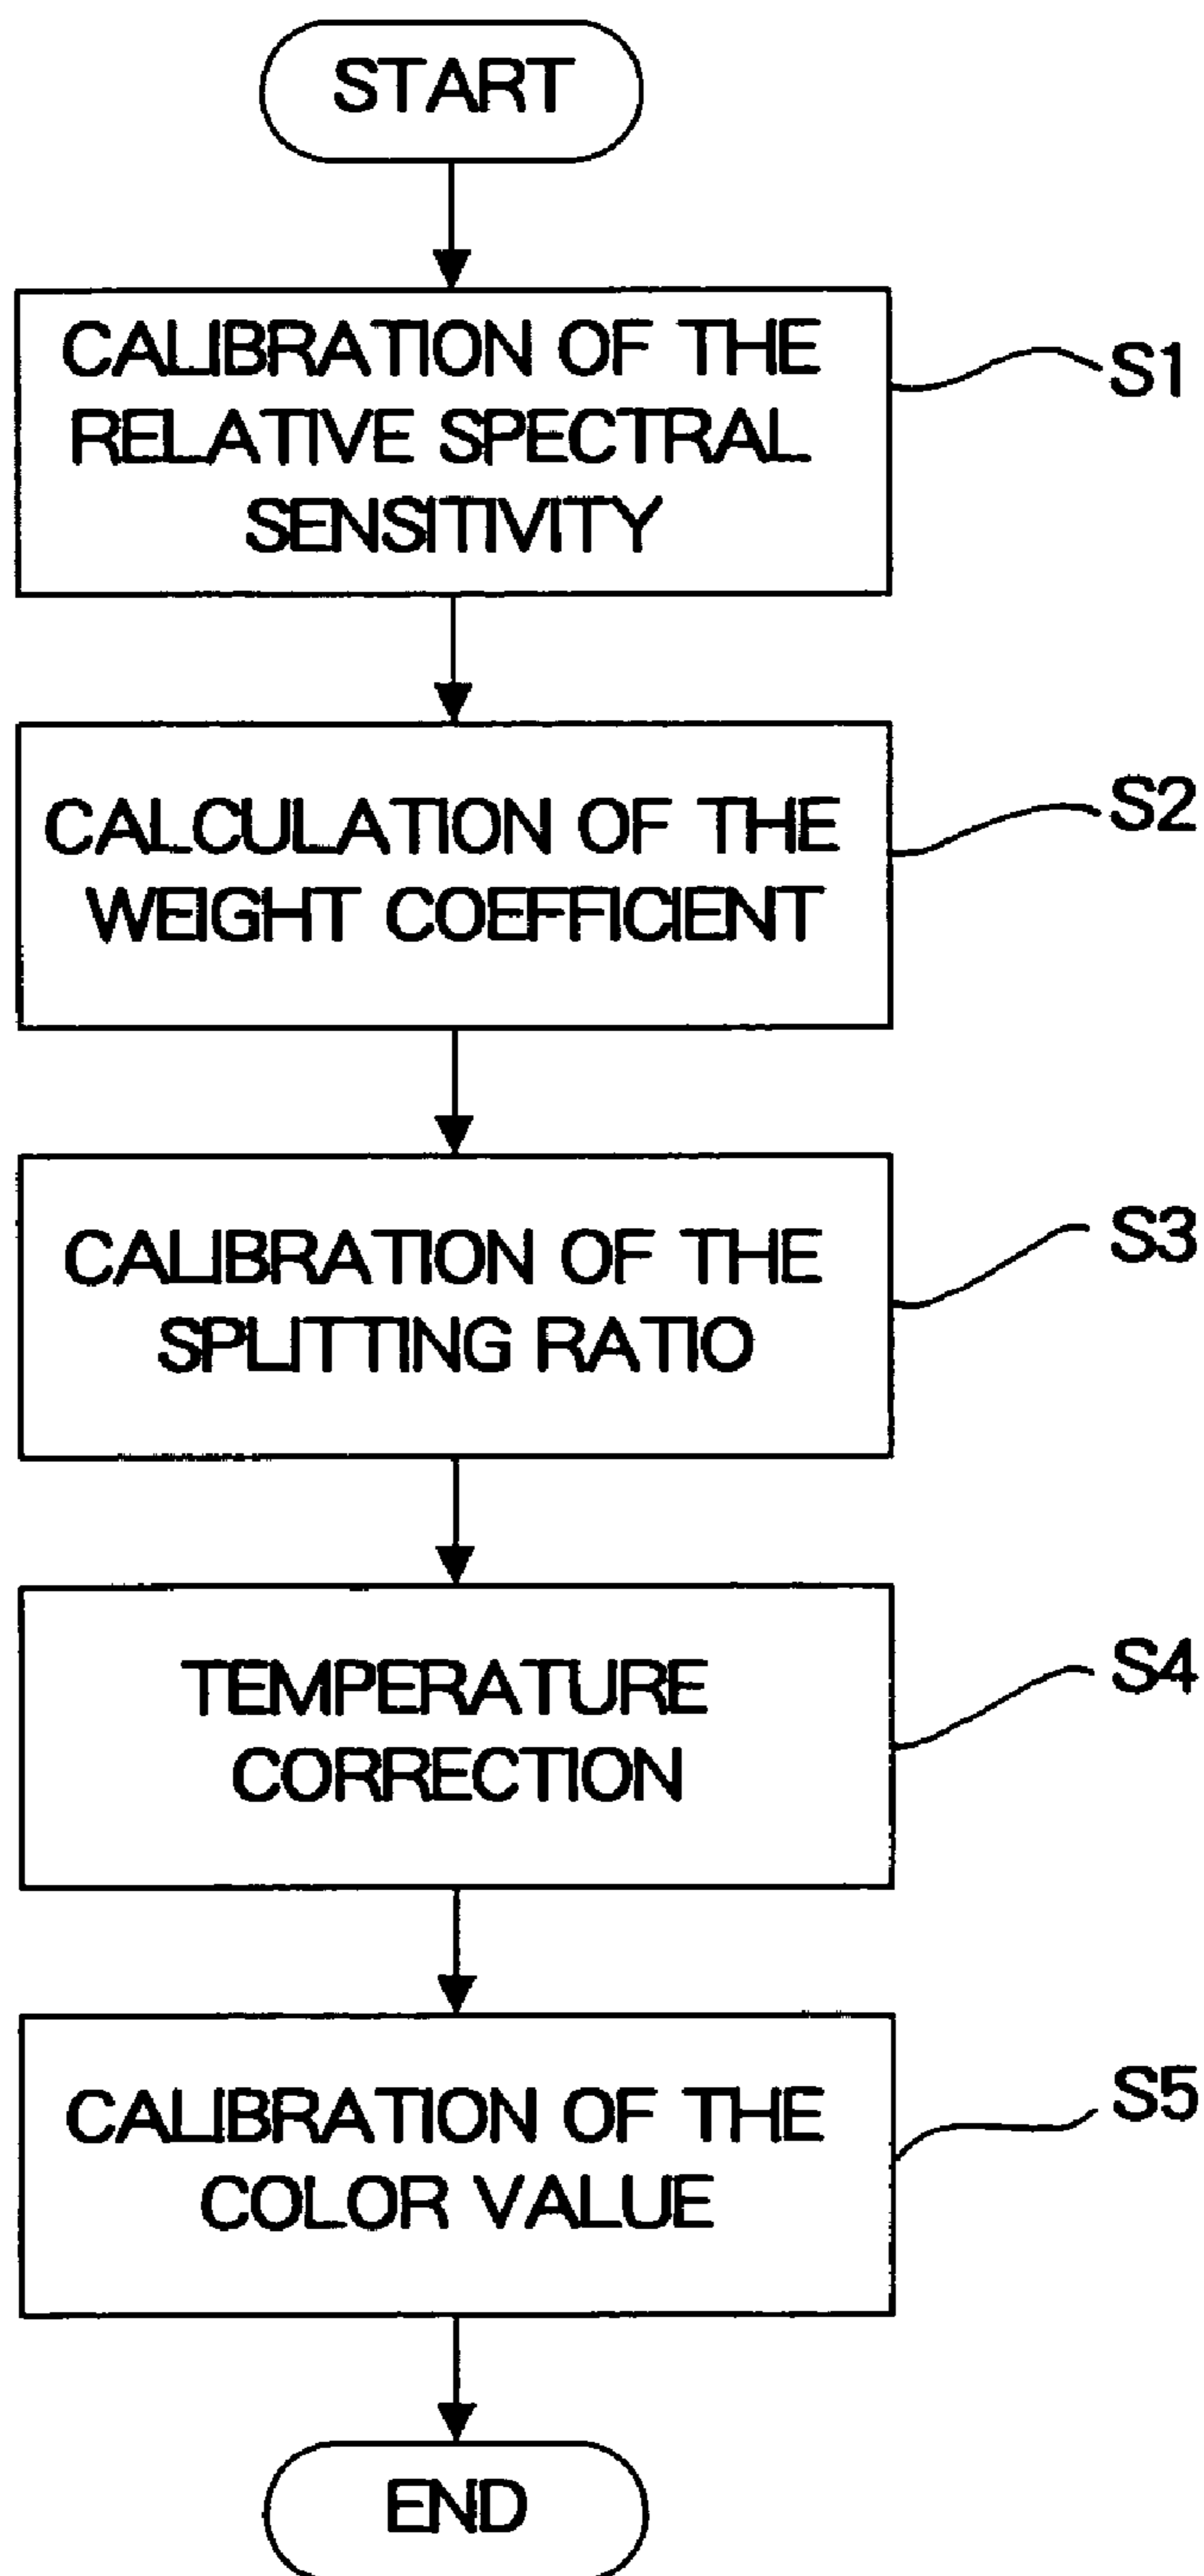 START
CALIBRATION OF THE
RELATIVE SPECTRAL
SENSITIVITY
S1
CALCULATION OF THE
WEIGHT COEFFICIENT
S2
CALIBRATION OF THE
SPLITTING RATIO
S3
TEMPERATURE
CORRECTION
S4
CALIBRATION OF THE
COLOR VALUE
S5
END